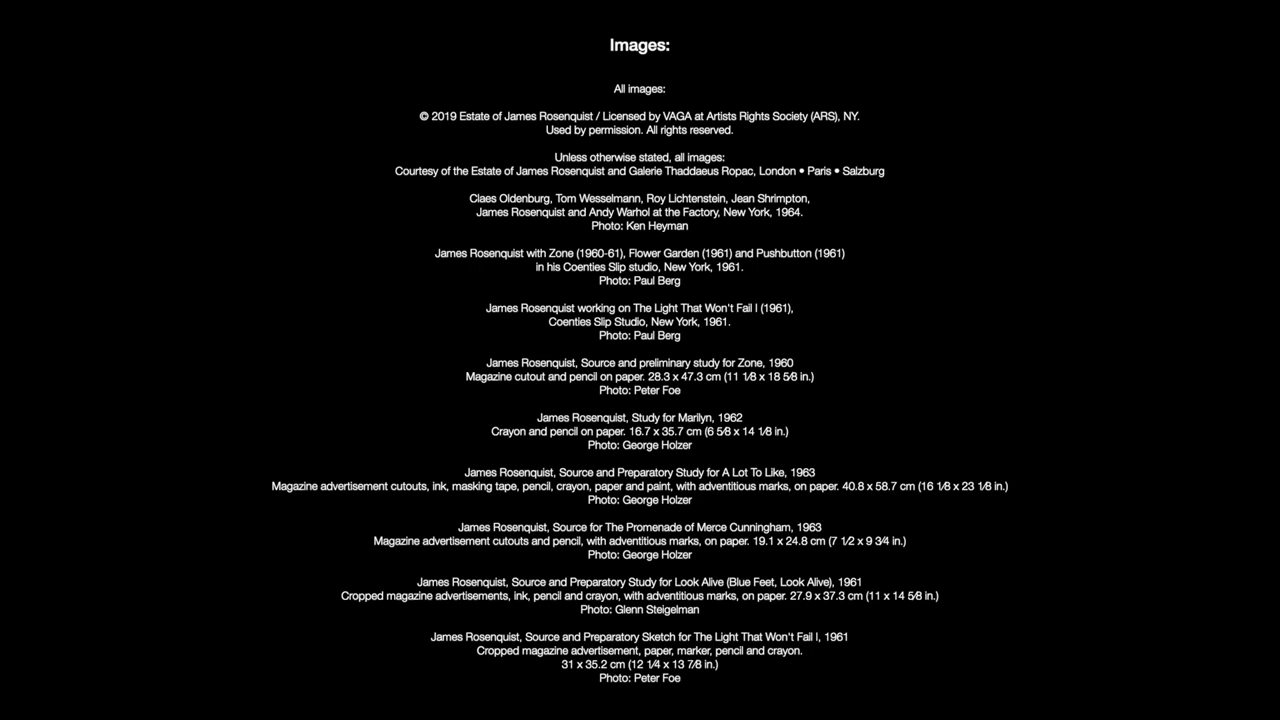 Images:
All images:
© 2019 Estate of James Rosenquist / Licensed by VAGA at Artists Rights Society (ARS), NY.
Used by permission. All rights reserved.
Unless otherwise stated, all images:
Courtesy of the Estate of James Rosenquist and Galerie Thaddaeus Ropac, London • Paris • Salzburg
Claes Oldenburg, Tom Wesselmann, Roy Lichtenstein, Jean Shrimpton,
James Rosenquist and Andy Warhol at the Factory, New York, 1964.
Photo: Ken Heyman
James Rosenquist with Zone (1960-61), Flower Garden (1961) and Pushbutton (1961)
in his Coenties Slip studio, New York, 1961.
Photo: Paul Berg
James Rosenquist working on The Light That Won't Fail I (1961),
Coenties Slip Studio, New York, 1961.
Photo: Paul Berg
James Rosenquist, Source and preliminary study for Zone, 1960
Magazine cutout and pencil on paper. 28.3 x 47.3 cm (11 1/8 x 18 5/8 in.)
Photo: Peter Foe
James Rosenquist, Study for Marilyn, 1962
Crayon and pencil on paper. 16.7 x 35.7 cm (6 5/8 x 14 1/8 in.)
Photo: George Holzer
James Rosenquist, Source and Preparatory Study for A Lot To Like, 1963
Magazine advertisement cutouts, ink, masking tape, pencil, crayon, paper and paint, with adventitious marks, on paper. 40.8 x 58.7 cm (16 1/8 x 23 1/8 in.)
Photo: George Holzer
James Rosenquist, Source for The Promenade of Merce Cunningham, 1963
Magazine advertisement cutouts and pencil, with adventitious marks, on paper. 19.1 x 24.8 cm (7 1/2 x 9 3/4 in.)
Photo: George Holzer
James Rosenquist, Source and Preparatory Study for Look Alive (Blue Feet, Look Alive), 1961
Cropped magazine advertisements, ink, pencil and crayon, with adventitious marks, on paper. 27.9 x 37.3 cm (11 x 14 5/8 in.)
Photo: Glenn Steigelman
James Rosenquist, Source and Preparatory Sketch for The Light That Won't Fail I, 1961
Cropped magazine advertisement, paper, marker, pencil and crayon.
31 x 35.2 cm (12 1/4 x 13 7/8 in.)
Photo: Peter Foe